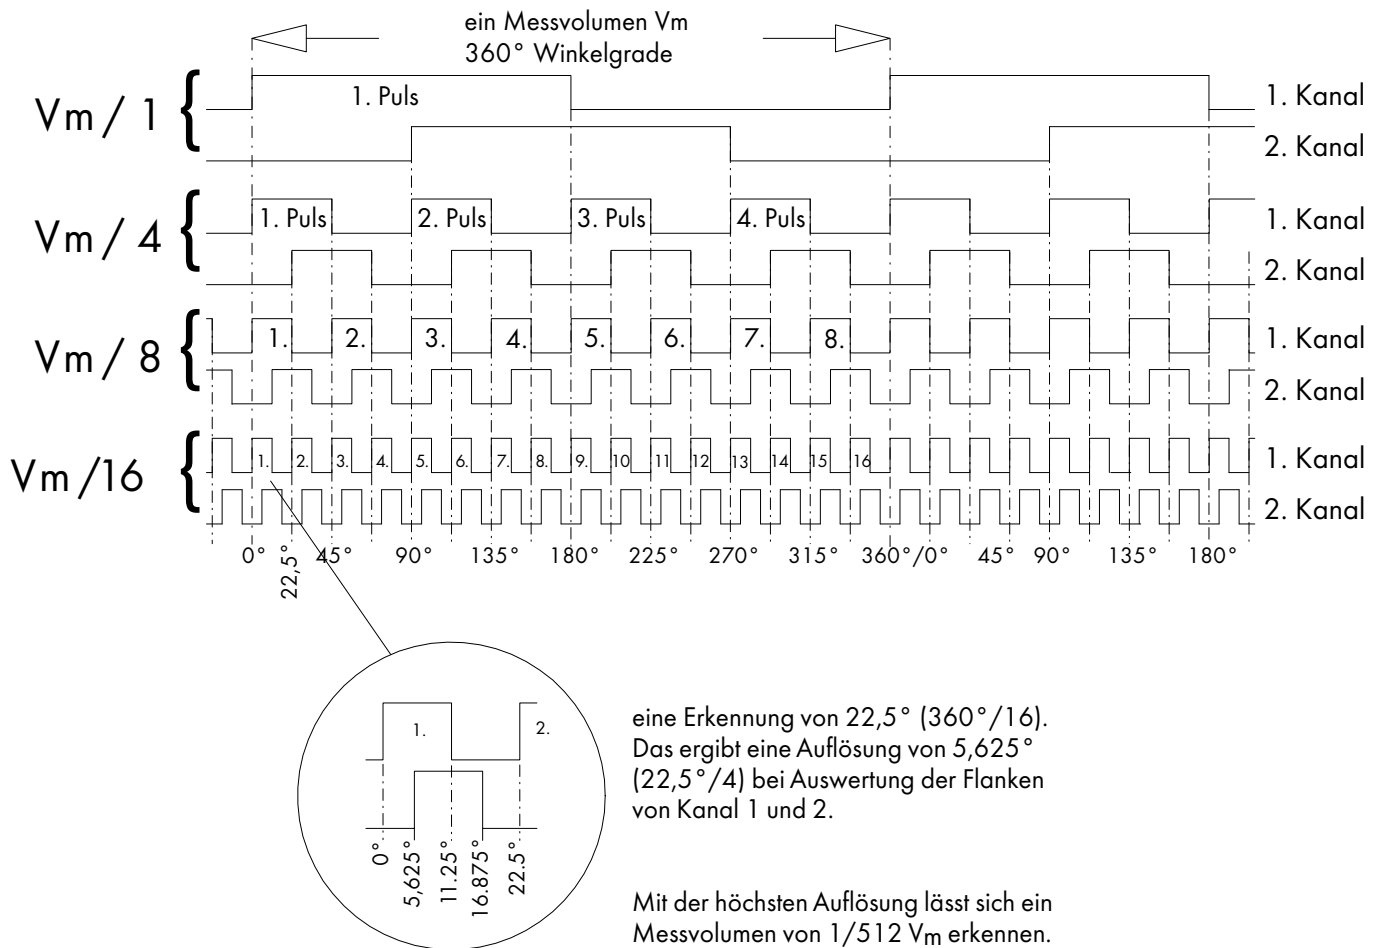 ein Messvolumen Vm
360° Winkelgrade
Vm / 1
1. Puls
1. Kanal
2. Kanal
Vm / 4
1. Puls 2. Puls 3. Puls 4. Puls
1. Kanal
2. Kanal
Vm / 8
1. 2. 3. 4. 5. 6. 7. 8.
1. Kanal
2. Kanal
Vm /16
1. 2. 3. 4. 5. 6. 7. 8. 9. 10 11 12 13 14 15 16
1. Kanal
2. Kanal
0° 45° 90° 135° 180° 225° 270° 315° 360°/0° 45° 90° 135° 180°
22,5°
1. 2.
0° 5,625° 11.25° 16.875° 22.5°
eine Erkennung von 22,5° (360°/16).
Das ergibt eine Auflösung von 5,625°
(22,5°/4) bei Auswertung der Flanken
von Kanal 1 und 2.
Mit der höchsten Auflösung lässt sich ein
Messvolumen von 1/512 Vm erkennen.